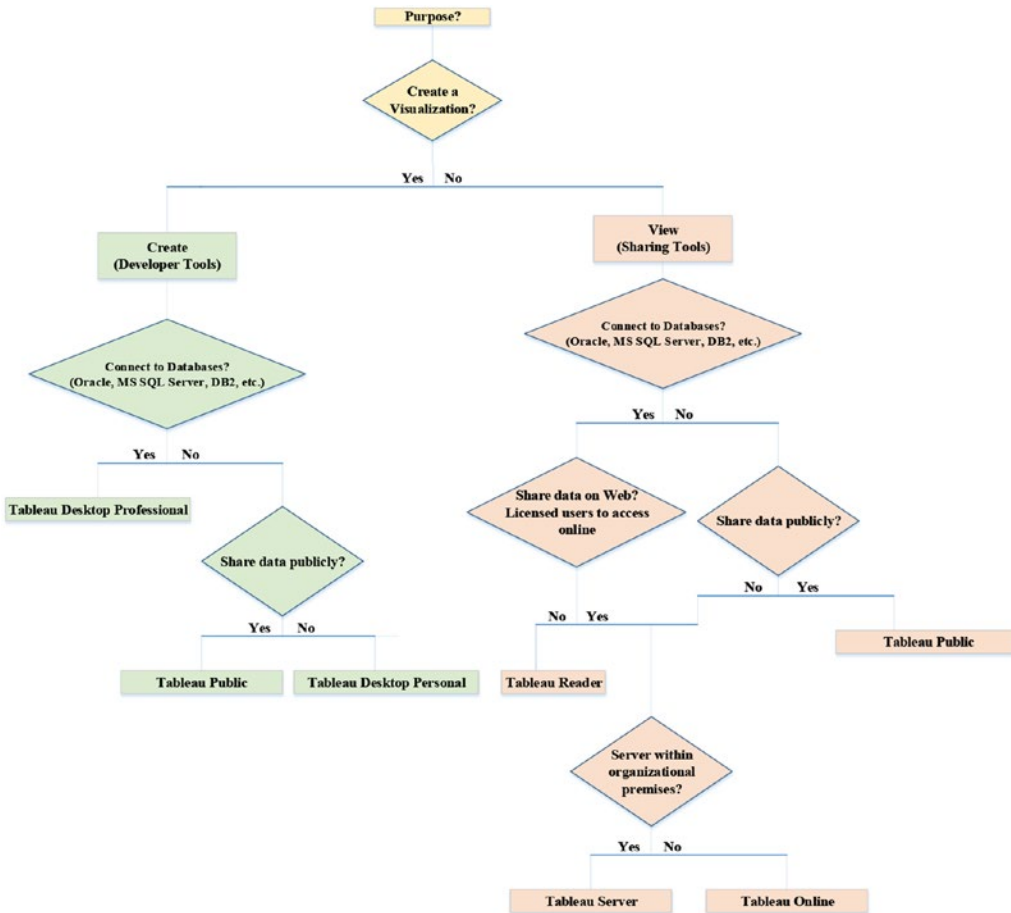 Purpose?
Create a
Visualization?
Yes No
Create
(Developer Tools)
View
(Sharing Tools)
Connect to Databases?
(Oracle, MS SQL Server, DB2, etc.)
Connect to Databases?
(Oracle, MS SQL Server, DB2, etc.)
Yes No
Yes No
Tableau Desktop Professional
Share data publicly?
Share data on Web?
Licensed users to access
online
Share data publicly?
Yes No
No Yes
No Yes
Tableau Public
Tableau Desktop Personal
Tableau Reader
Tableau Public
Server within
organizational
premises?
Yes No
Tableau Server
Tableau Online